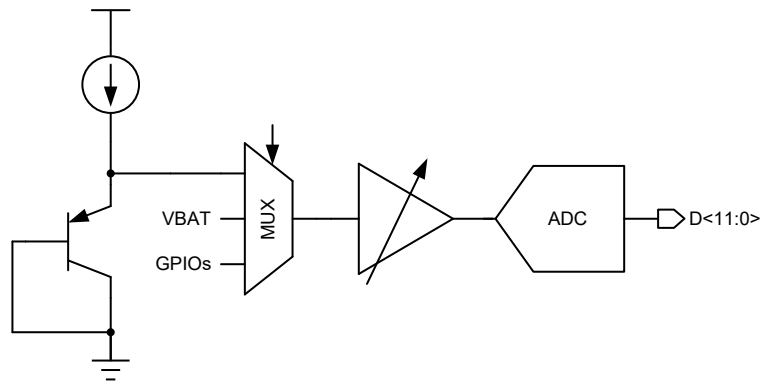 VBAT
GPIOs
MUX
ADC
D<11:0>